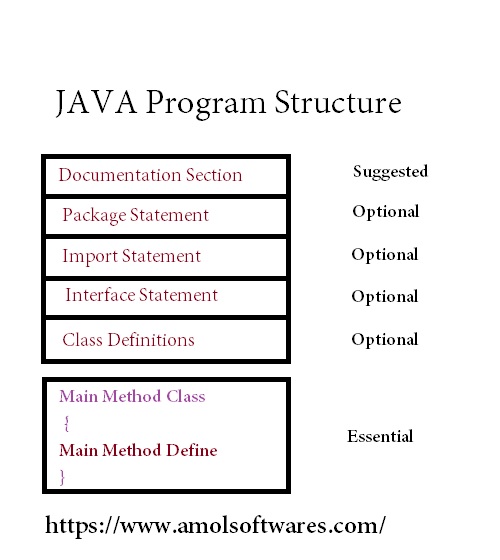 JAVA Program Structure
Documentation Section Suggested
Package Statement Optional
Import Statement Optional
Interface Statement Optional
Class Definitions Optional
Main Method Class
{
Essential
Main Method Define
}
https://www.amolsoftwares.com/